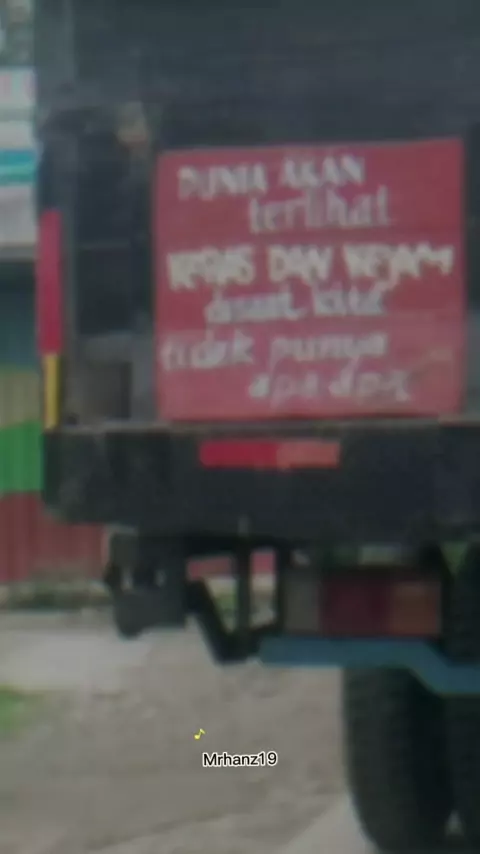 DUNIA AKAN
terlihat
KERAS DAN KEJAM
disaat kita
tidak punya
apa apa
Mrhanz19